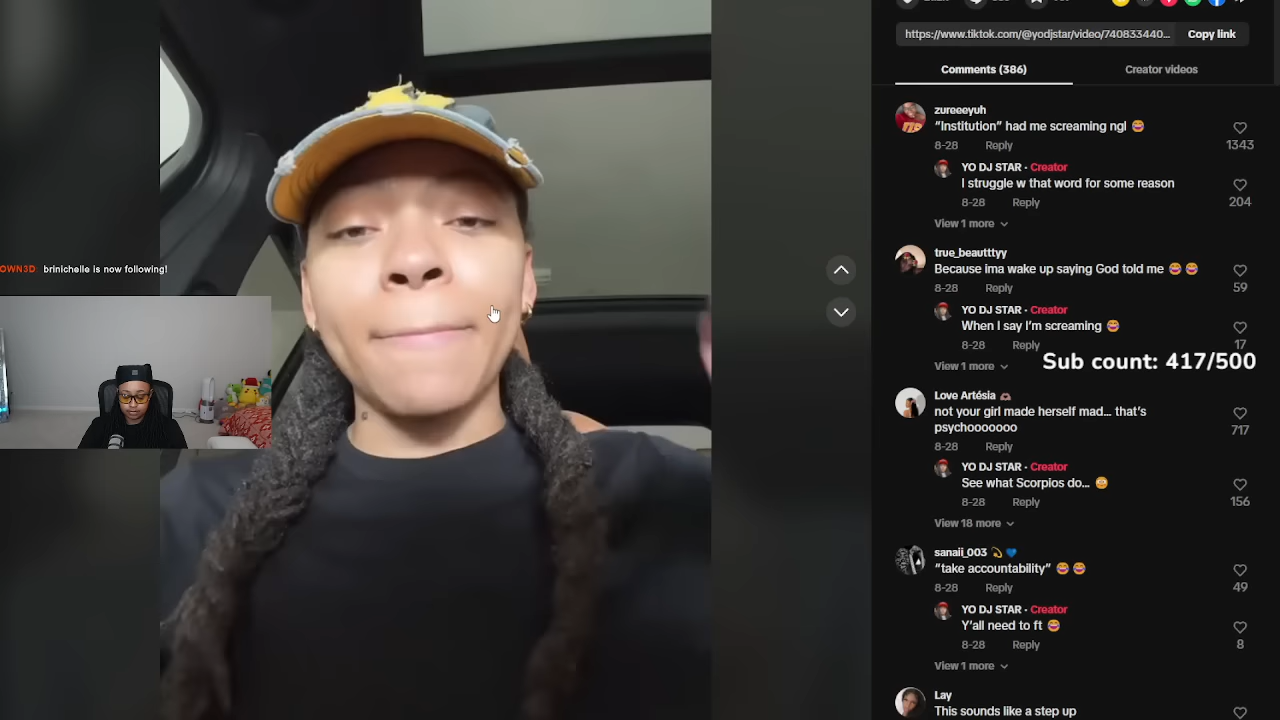 https://www.tiktok.com/@yodjstar/video/740833440...
Copy link
Comments (386)
Creator videos
zureeeyuh
“Institution” had me screaming ngl 😂
8-28 Reply
1343
YO DJ STAR · Creator
I struggle w that word for some reason
8-28 Reply
204
View 1 more
true_beautttyy
Because ima wake up saying God told me 😂 😂
8-28 Reply
59
YO DJ STAR · Creator
When I say I’m screaming 😂
8-28 Reply
17
View 1 more
Sub count: 417/500
Love Artésia 🫶🏽
not your girl made herself mad... that’s
psychooooooo
8-28 Reply
717
YO DJ STAR · Creator
See what Scorpios do... 😳
8-28 Reply
156
View 18 more
sanaii_003 💫 💙
“take accountability” 😂 😂
8-28 Reply
49
YO DJ STAR · Creator
Y’all need to ft 😂
8-28 Reply
8
View 1 more
Lay
This sounds like a step up
OWN3D: brinichelle is now following!